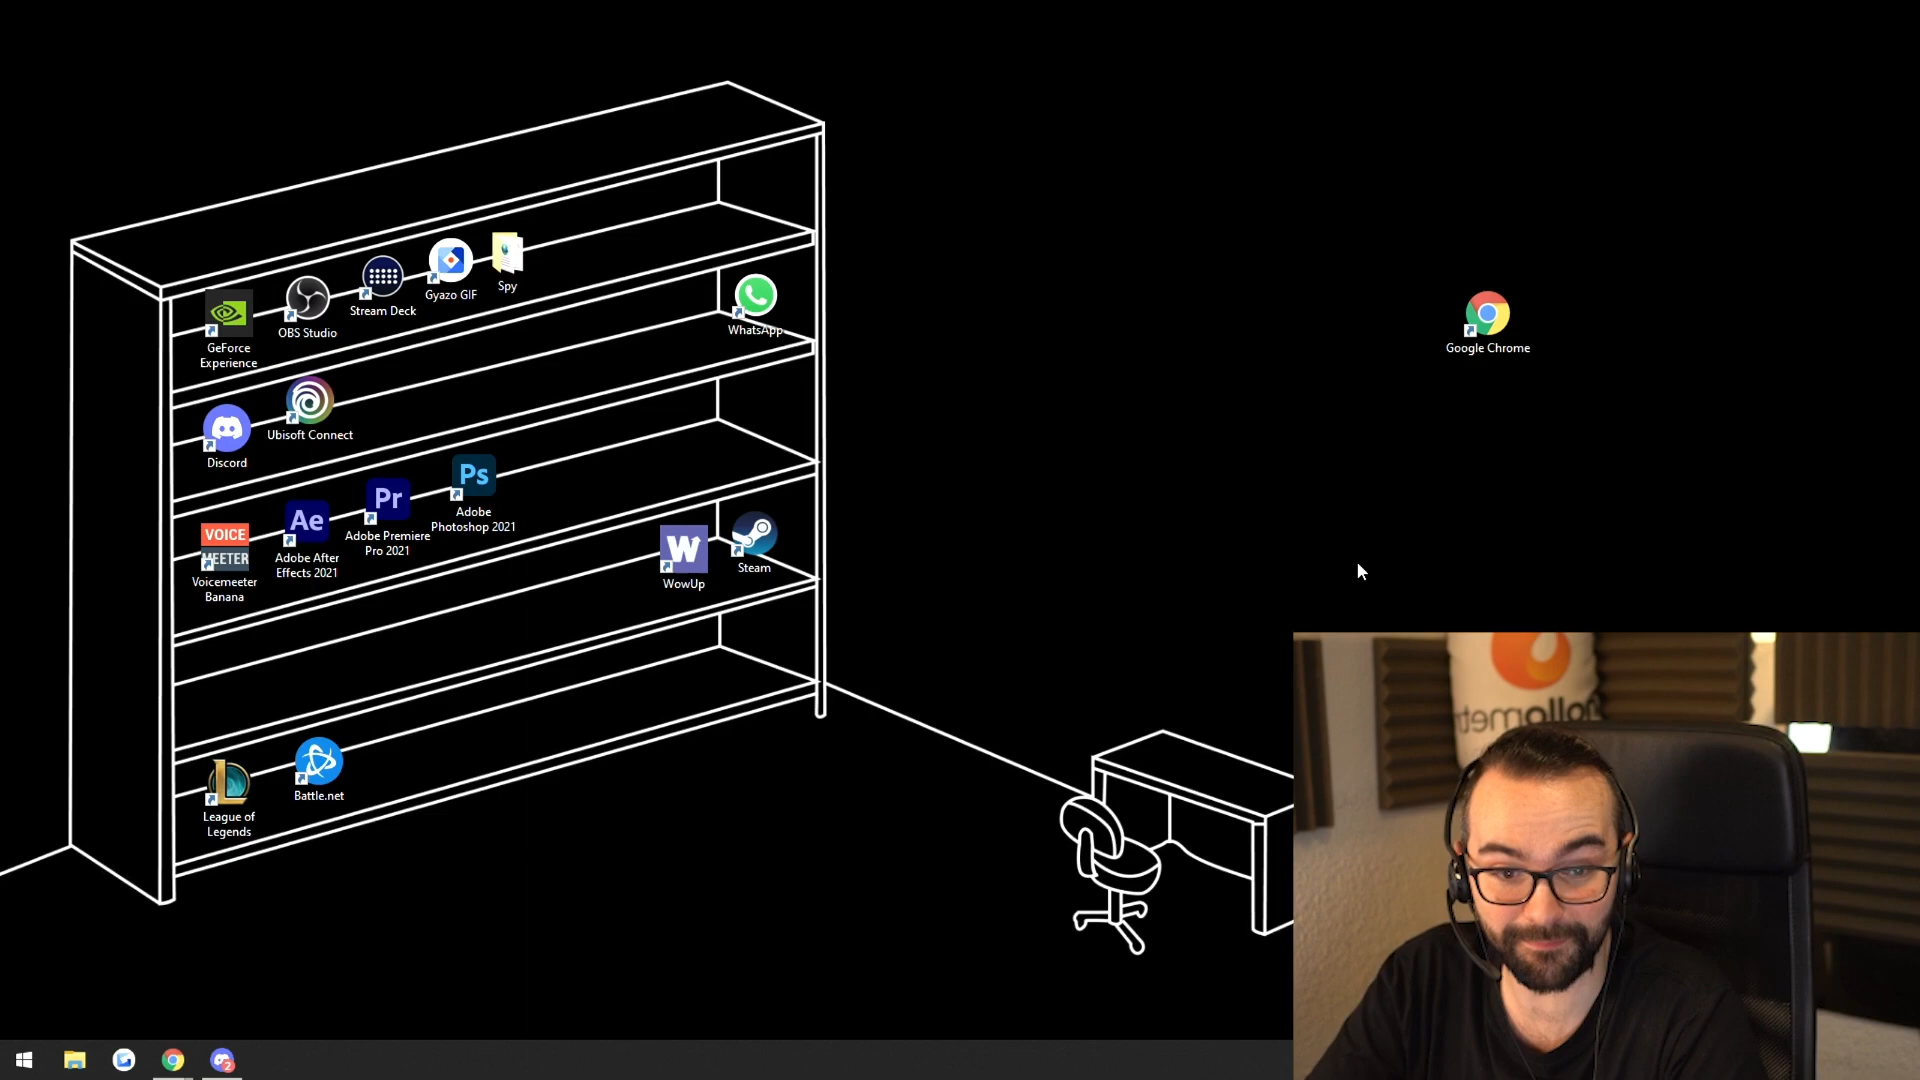 Spy
Gyazo GIF
Stream Deck
OBS Studio
GeForce
Experience
WhatsApp
Google Chrome
Ubisoft Connect
Discord
Ps
Adobe
Photoshop 2021
Pr
Adobe Premiere
Pro 2021
Ae
Adobe After
Effects 2021
VOICE
MEETER
Voicemeeter
Banana
W
WowUp
Steam
Battle.net
L
League of
Legends
2